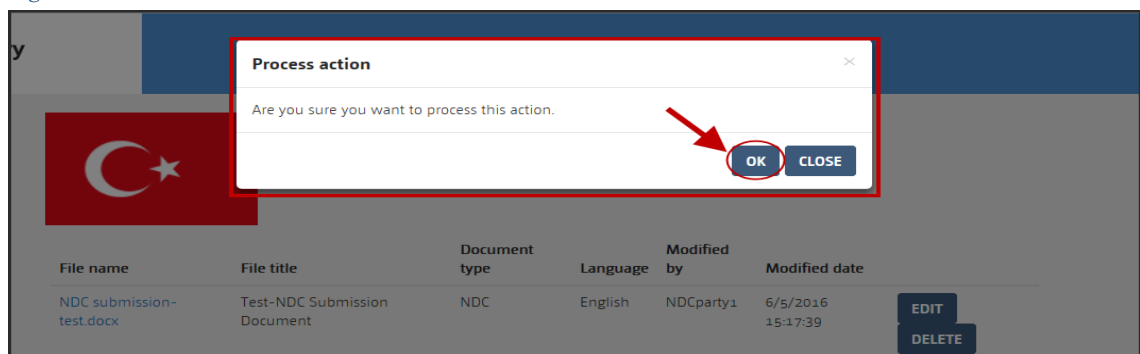 y
Process action
×
Are you sure you want to process this action.
OK CLOSE
File name File title Document type Language Modified by Modified date
NDC submission-test.docx Test-NDC Submission Document NDC English NDCparty1 6/5/2016 15:17:39 EDIT
DELETE